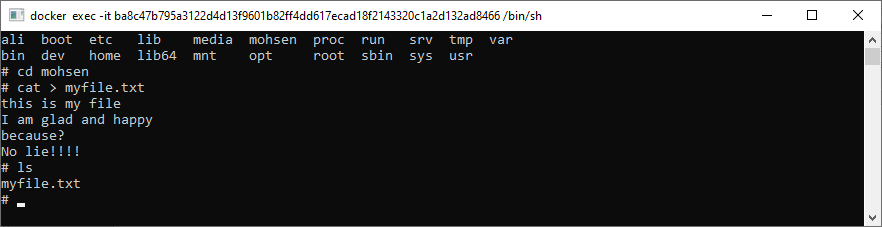 docker exec -it ba8c47b795a3122d4d13f9601b82ff4dd617ecad18f2143320c1a2d132ad8466 /bin/sh
ali  boot  etc   lib    media  mohsen  proc  run   srv  tmp  var
bin  dev   home  lib64  mnt    opt     root  sbin  sys  usr
# cd mohsen
# cat > myfile.txt
this is my file
I am glad and happy
because?
No lie!!!!
# ls
myfile.txt
#